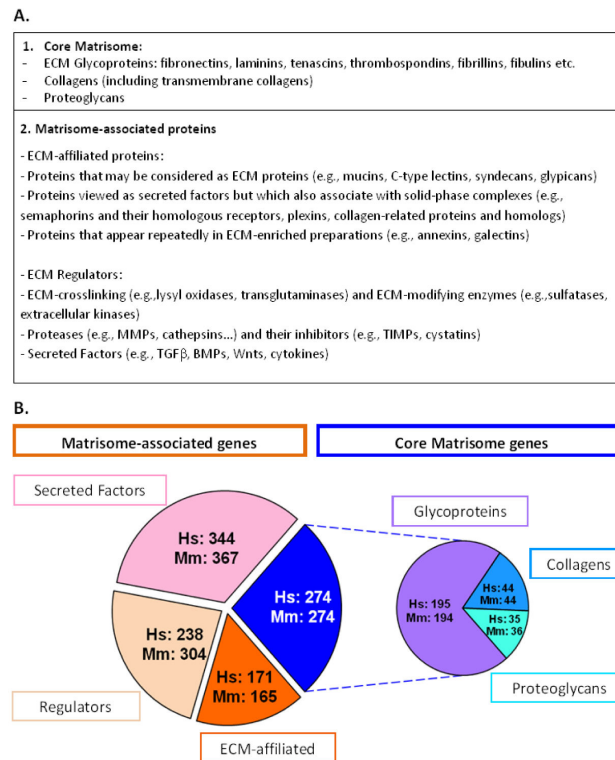 A.
1. Core Matrisome:
- ECM Glycoproteins: fibronectins, laminins, tenascins, thrombospondins, fibrillins, fibulins etc.
- Collagens (including transmembrane collagens)
- Proteoglycans
2. Matrisome-associated proteins
- ECM-affiliated proteins:
- Proteins that may be considered as ECM proteins (e.g., mucins, C-type lectins, syndecans, glypicans)
- Proteins viewed as secreted factors but which also associate with solid-phase complexes (e.g.,
semaphorins and their homologous receptors, plexins, collagen-related proteins and homologs)
- Proteins that appear repeatedly in ECM-enriched preparations (e.g., annexins, galectins)
- ECM Regulators:
- ECM-crosslinking (e.g.,lysyl oxidases, transglutaminases) and ECM-modifying enzymes (e.g.,sulfatases,
extracellular kinases)
- Proteases (e.g., MMPs, cathepsins...) and their inhibitors (e.g., TIMPs, cystatins)
- Secreted Factors (e.g., TGFβ, BMPs, Wnts, cytokines)
B.
Matrisome-associated genes
Core Matrisome genes
Secreted Factors
Hs: 344
Mm: 367
Hs: 274
Mm: 274
Hs: 238
Mm: 304
Hs: 171
Mm: 165
Regulators
ECM-affiliated
Glycoproteins
Hs: 195
Mm: 194
Collagens
Hs: 44
Mm: 44
Hs: 35
Mm: 36
Proteoglycans